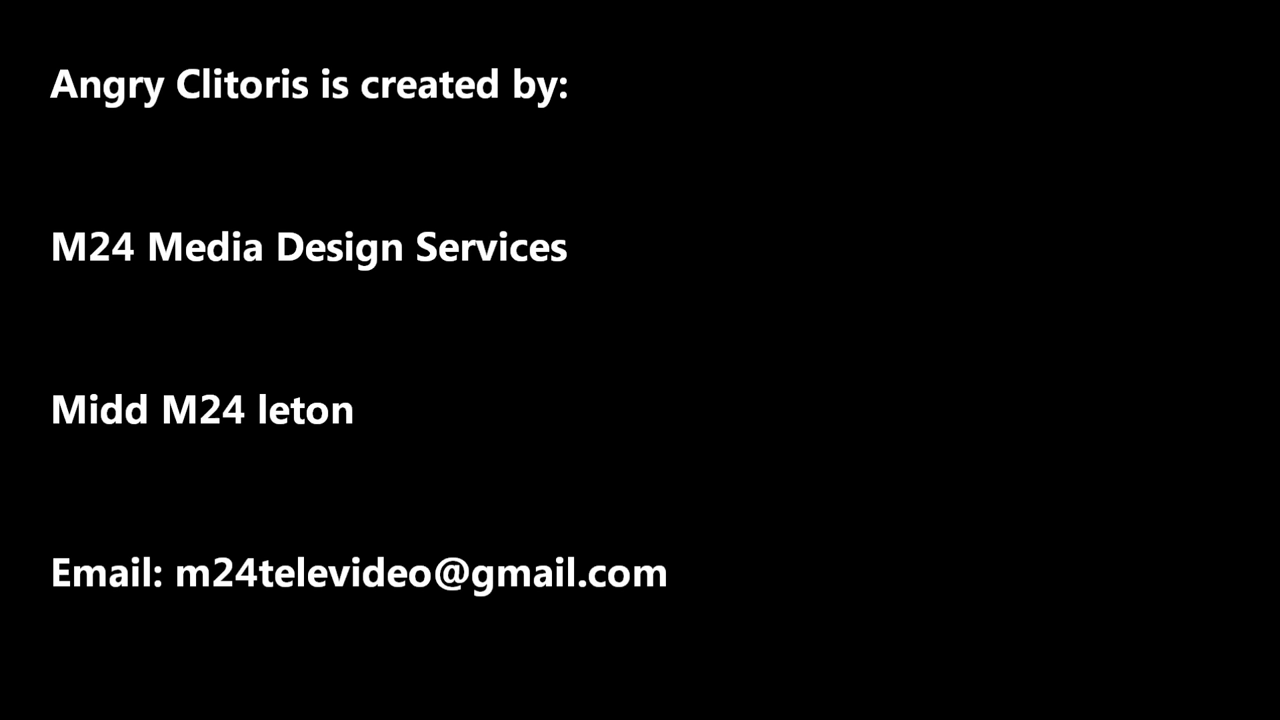 Angry Clitoris is created by:
M24 Media Design Services
Midd M24 leton
Email: m24televideo@gmail.com